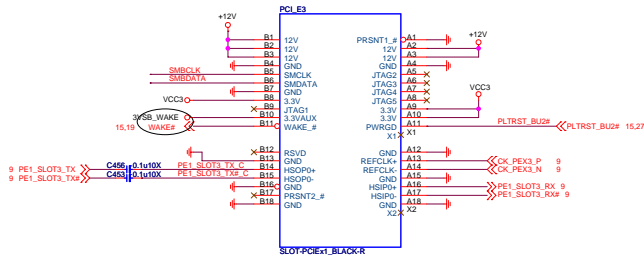 PCI_E3
+12V
+12V
B1 12V PRSNT1_# A1
B2 12V 12V A2
B3 12V 12V A3
B4 GND GND A4
SMBCLK B5 SMCLK JTAG2 A5
SMBDATA B6 SMDATA JTAG3 A6
B7 GND JTAG4 A7
VCC3 B8 3.3V JTAG5 A8 VCC3
B9 JTAG1 3.3V A9
3VSB_WAKE B10 3.3VAUX 3.3V A10
15,19 WAKE# B11 WAKE_# PWRGD A11 PLTRST_BU2# PLTRST_BU2# 15,27
X1 X1
B12 RSVD GND A12
B13 GND REFCLK+ A13 CK_PEX3_P 9
9 PE1_SLOT3_TX C456 0.1u10X PE1_SLOT3_TX_C B14 HSOP0+ REFCLK- A14 CK_PEX3_N 9
9 PE1_SLOT3_TX# C453 0.1u10X PE1_SLOT3_TX#_C B15 HSOP0- GND A15
B16 GND HSIP0+ A16 PE1_SLOT3_RX 9
B17 PRSNT2_# HSIP0- A17 PE1_SLOT3_RX# 9
B18 GND GND A18
X2 X2
SLOT-PCIEx1_BLACK-R